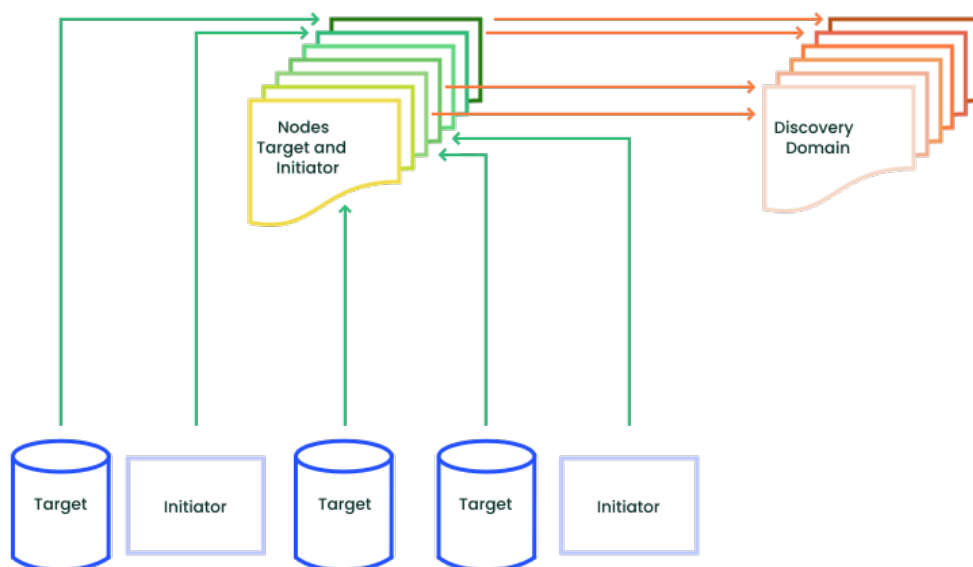 Nodes
Target and
Initiator
Discovery
Domain
Target
Initiator
Target
Target
Initiator